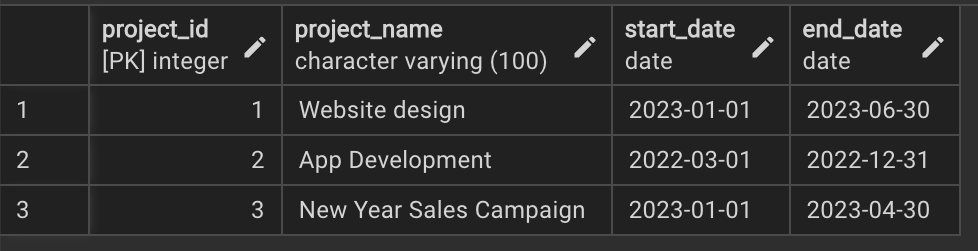 project_id project_name start_date end_date
[PK] integer character varying (100) date date
1 1 Website design 2023-01-01 2023-06-30
2 2 App Development 2022-03-01 2022-12-31
3 3 New Year Sales Campaign 2023-01-01 2023-04-30